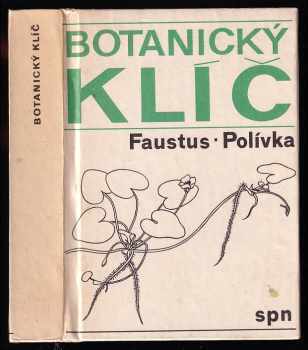 BOTANICKÝ KLÍČ
BOTANICKÝ
KLÍČ
Faustus · Polívka
spn